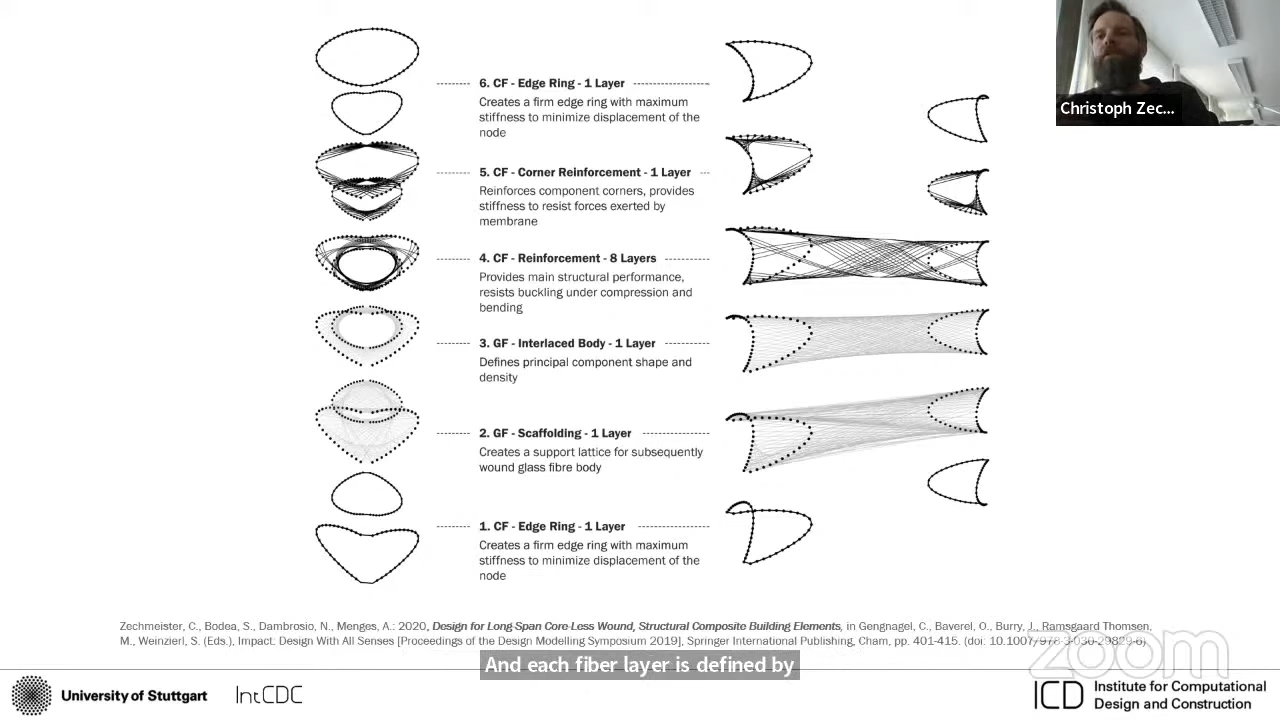 Christoph Zec...
6. CF - Edge Ring - 1 Layer
Creates a firm edge ring with maximum
stiffness to minimize displacement of the
node
5. CF - Corner Reinforcement - 1 Layer
Reinforces component corners, provides
stiffness to resist forces exerted by
membrane
4. CF - Reinforcement - 8 Layers
Provides main structural performance,
resists buckling under compression and
bending
3. GF - Interlaced Body - 1 Layer
Defines principal component shape and
density
2. GF - Scaffolding - 1 Layer
Creates a support lattice for subsequently
wound glass fibre body
1. CF - Edge Ring - 1 Layer
Creates a firm edge ring with maximum
stiffness to minimize displacement of the
node
Zechmeister, C., Bodea, S., Dambrosio, N., Menges, A.: 2020, Design for Long-Span Core-Less Wound, Structural Composite Building Elements, in Gengnagel, C., Baverel, O., Burry, J., Ramsgaard Thomsen,
M., Weinzierl, S. (Eds.), Impact: Design With All Senses [Proceedings of the Design Modelling Symposium 2019], Springer International Publishing, Cham, pp. 401-415. (doi: 10.1007/978-3-030-29829-6)
zoom
And each fiber layer is defined by
University of Stuttgart
IntCDC
ICD
Institute for Computational
Design and Construction